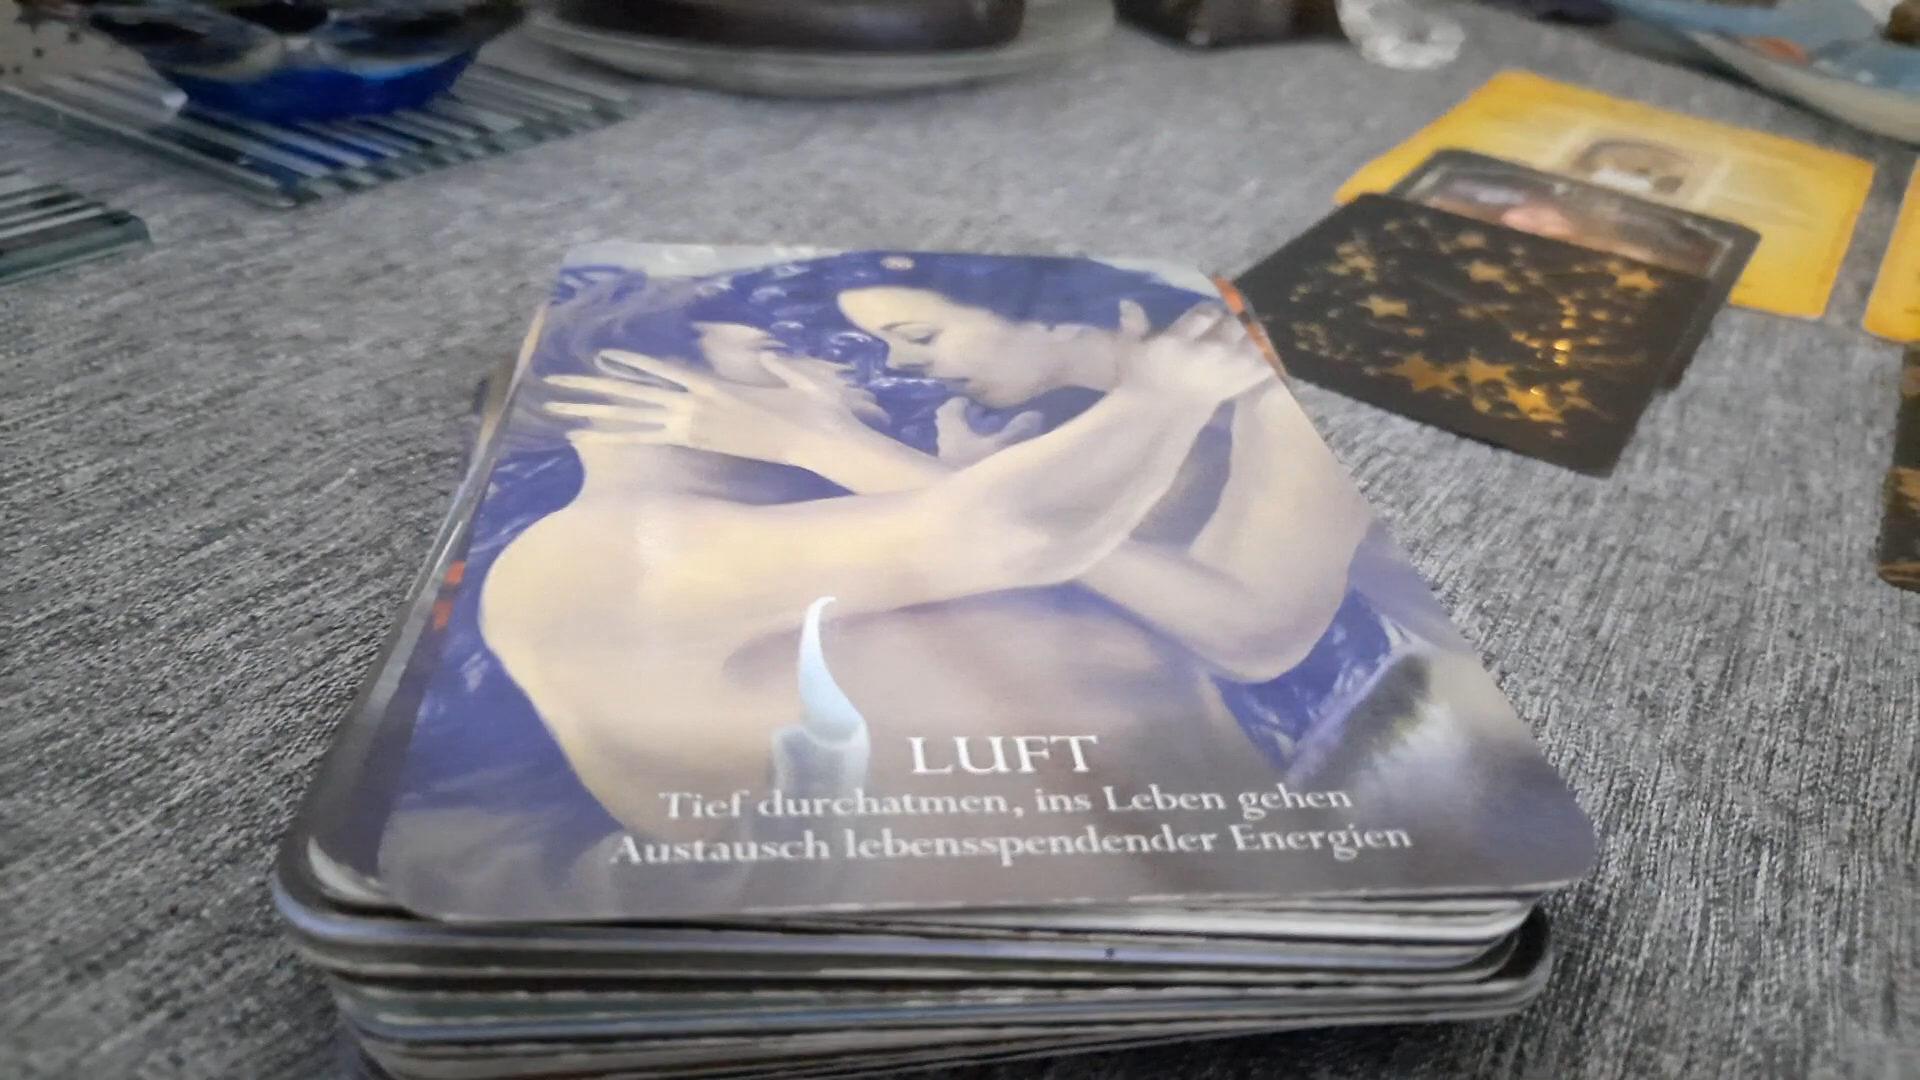 LUFT
Tief durchatmen, ins Leben gehen
Austausch lebensspendender Energien